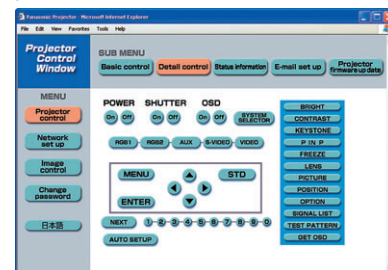 Panasonic Projector - Microsoft Internet Explorer
File Edit View Favorites Tools Help
Projector Control Window
SUB MENU
Basic control Detail control Status information E-mail set up Projector firmware up date
MENU
Projector control
Network set up
Image control
Change password
日本語
POWER SHUTTER OSD
On Off On Off On Off SYSTEM SELECTOR
RGB1 RGB2 AUX S-VIDEO VIDEO
MENU STD
ENTER
NEXT 1 2 3 4 5 6 7 8 9 0
AUTO SETUP
BRIGHT
CONTRAST
KEYSTONE
P IN P
FREEZE
LENS
PICTURE
POSITION
OPTION
SIGNAL LIST
TEST PATTERN
GET OSD